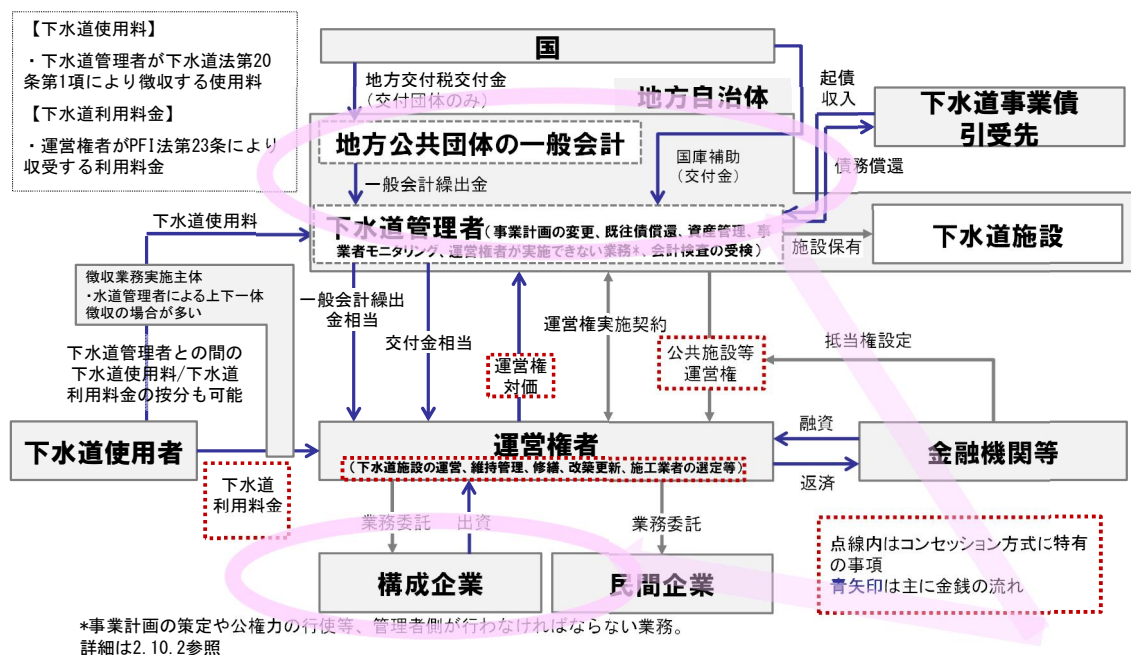 【下水道使用料】
・下水道管理者が下水道法第20
条第1項により徴収する使用料
【下水道利用料金】
・運営権者がPFI法第23条により
収受する利用料金
国
地方交付税交付金
(交付団体のみ)
地方自治体
起債
収入
下水道事業債
引受先
地方公共団体の一般会計
国庫補助
(交付金)
債務償還
一般会計繰出金
下水道使用料
下水道管理者(事業計画の変更、既往債償還、資産管理、事
業者モニタリング、運営権者が実施できない業務*、会計検査の受検)
施設保有
下水道施設
徴収業務実施主体
・水道管理者による上下一体
徴収の場合が多い
一般会計繰出
金相当
交付金相当
運営権
対価
運営権実施契約
公共施設等
運営権
抵当権設定
下水道管理者との間の
下水道使用料/下水道
利用料金の按分も可能
下水道使用者
運営権者
(下水道施設の運営、維持管理、修繕、改築更新、施工業者の選定等)
融資
返済
金融機関等
下水道
利用料金
業務委託
出資
業務委託
構成企業
民間企業
点線内はコンセッション方式に特有
の事項
青矢印は主に金銭の流れ
*事業計画の策定や公権力の行使等、管理者側が行わなければならない業務。
詳細は2.10.2参照